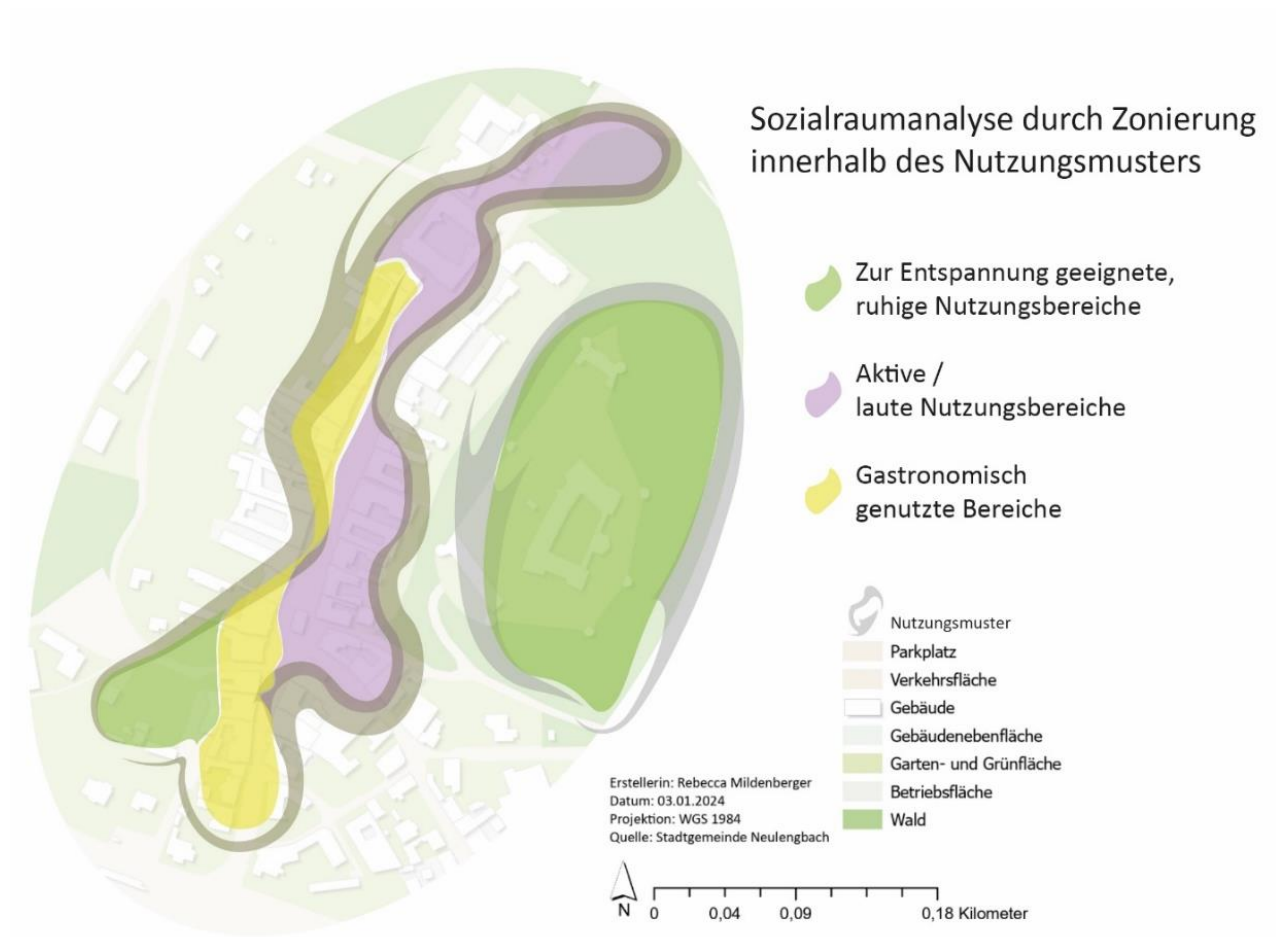 Sozialraumanalyse durch Zonierung
innerhalb des Nutzungsmusters
Zur Entspannung geeignete,
ruhige Nutzungsbereiche
Aktive /
laute Nutzungsbereiche
Gastronomisch
genutzte Bereiche
Nutzungsmuster
Parkplatz
Verkehrsfläche
Gebäude
Gebäudenebenfläche
Garten- und Grünfläche
Betriebsfläche
Wald
Erstellerin: Rebecca Mildenberger
Datum: 03.01.2024
Projektion: WGS 1984
Quelle: Stadtgemeinde Neulengbach
N
0 0,04 0,09 0,18 Kilometer